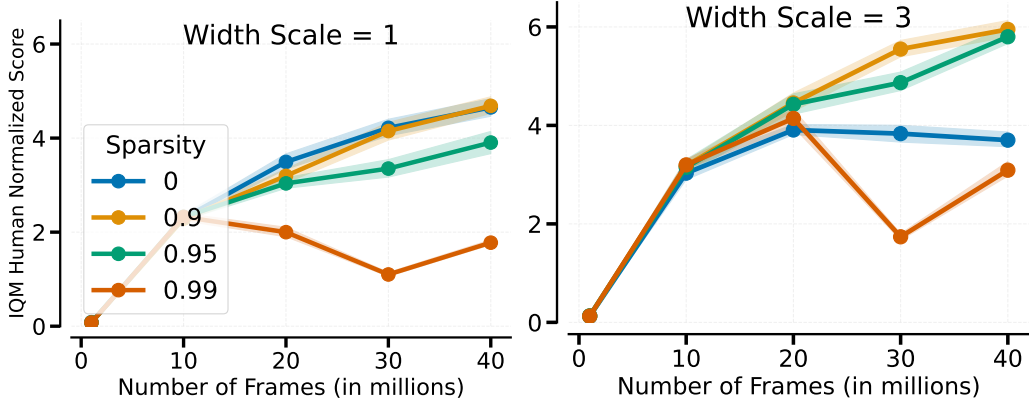 Width Scale = 1
IQM Human Normalized Score
6
4
2
0
Sparsity
0
0.9
0.95
0.99
0 10 20 30 40
Number of Frames (in millions)
Width Scale = 3
6
4
2
0
0 10 20 30 40
Number of Frames (in millions)